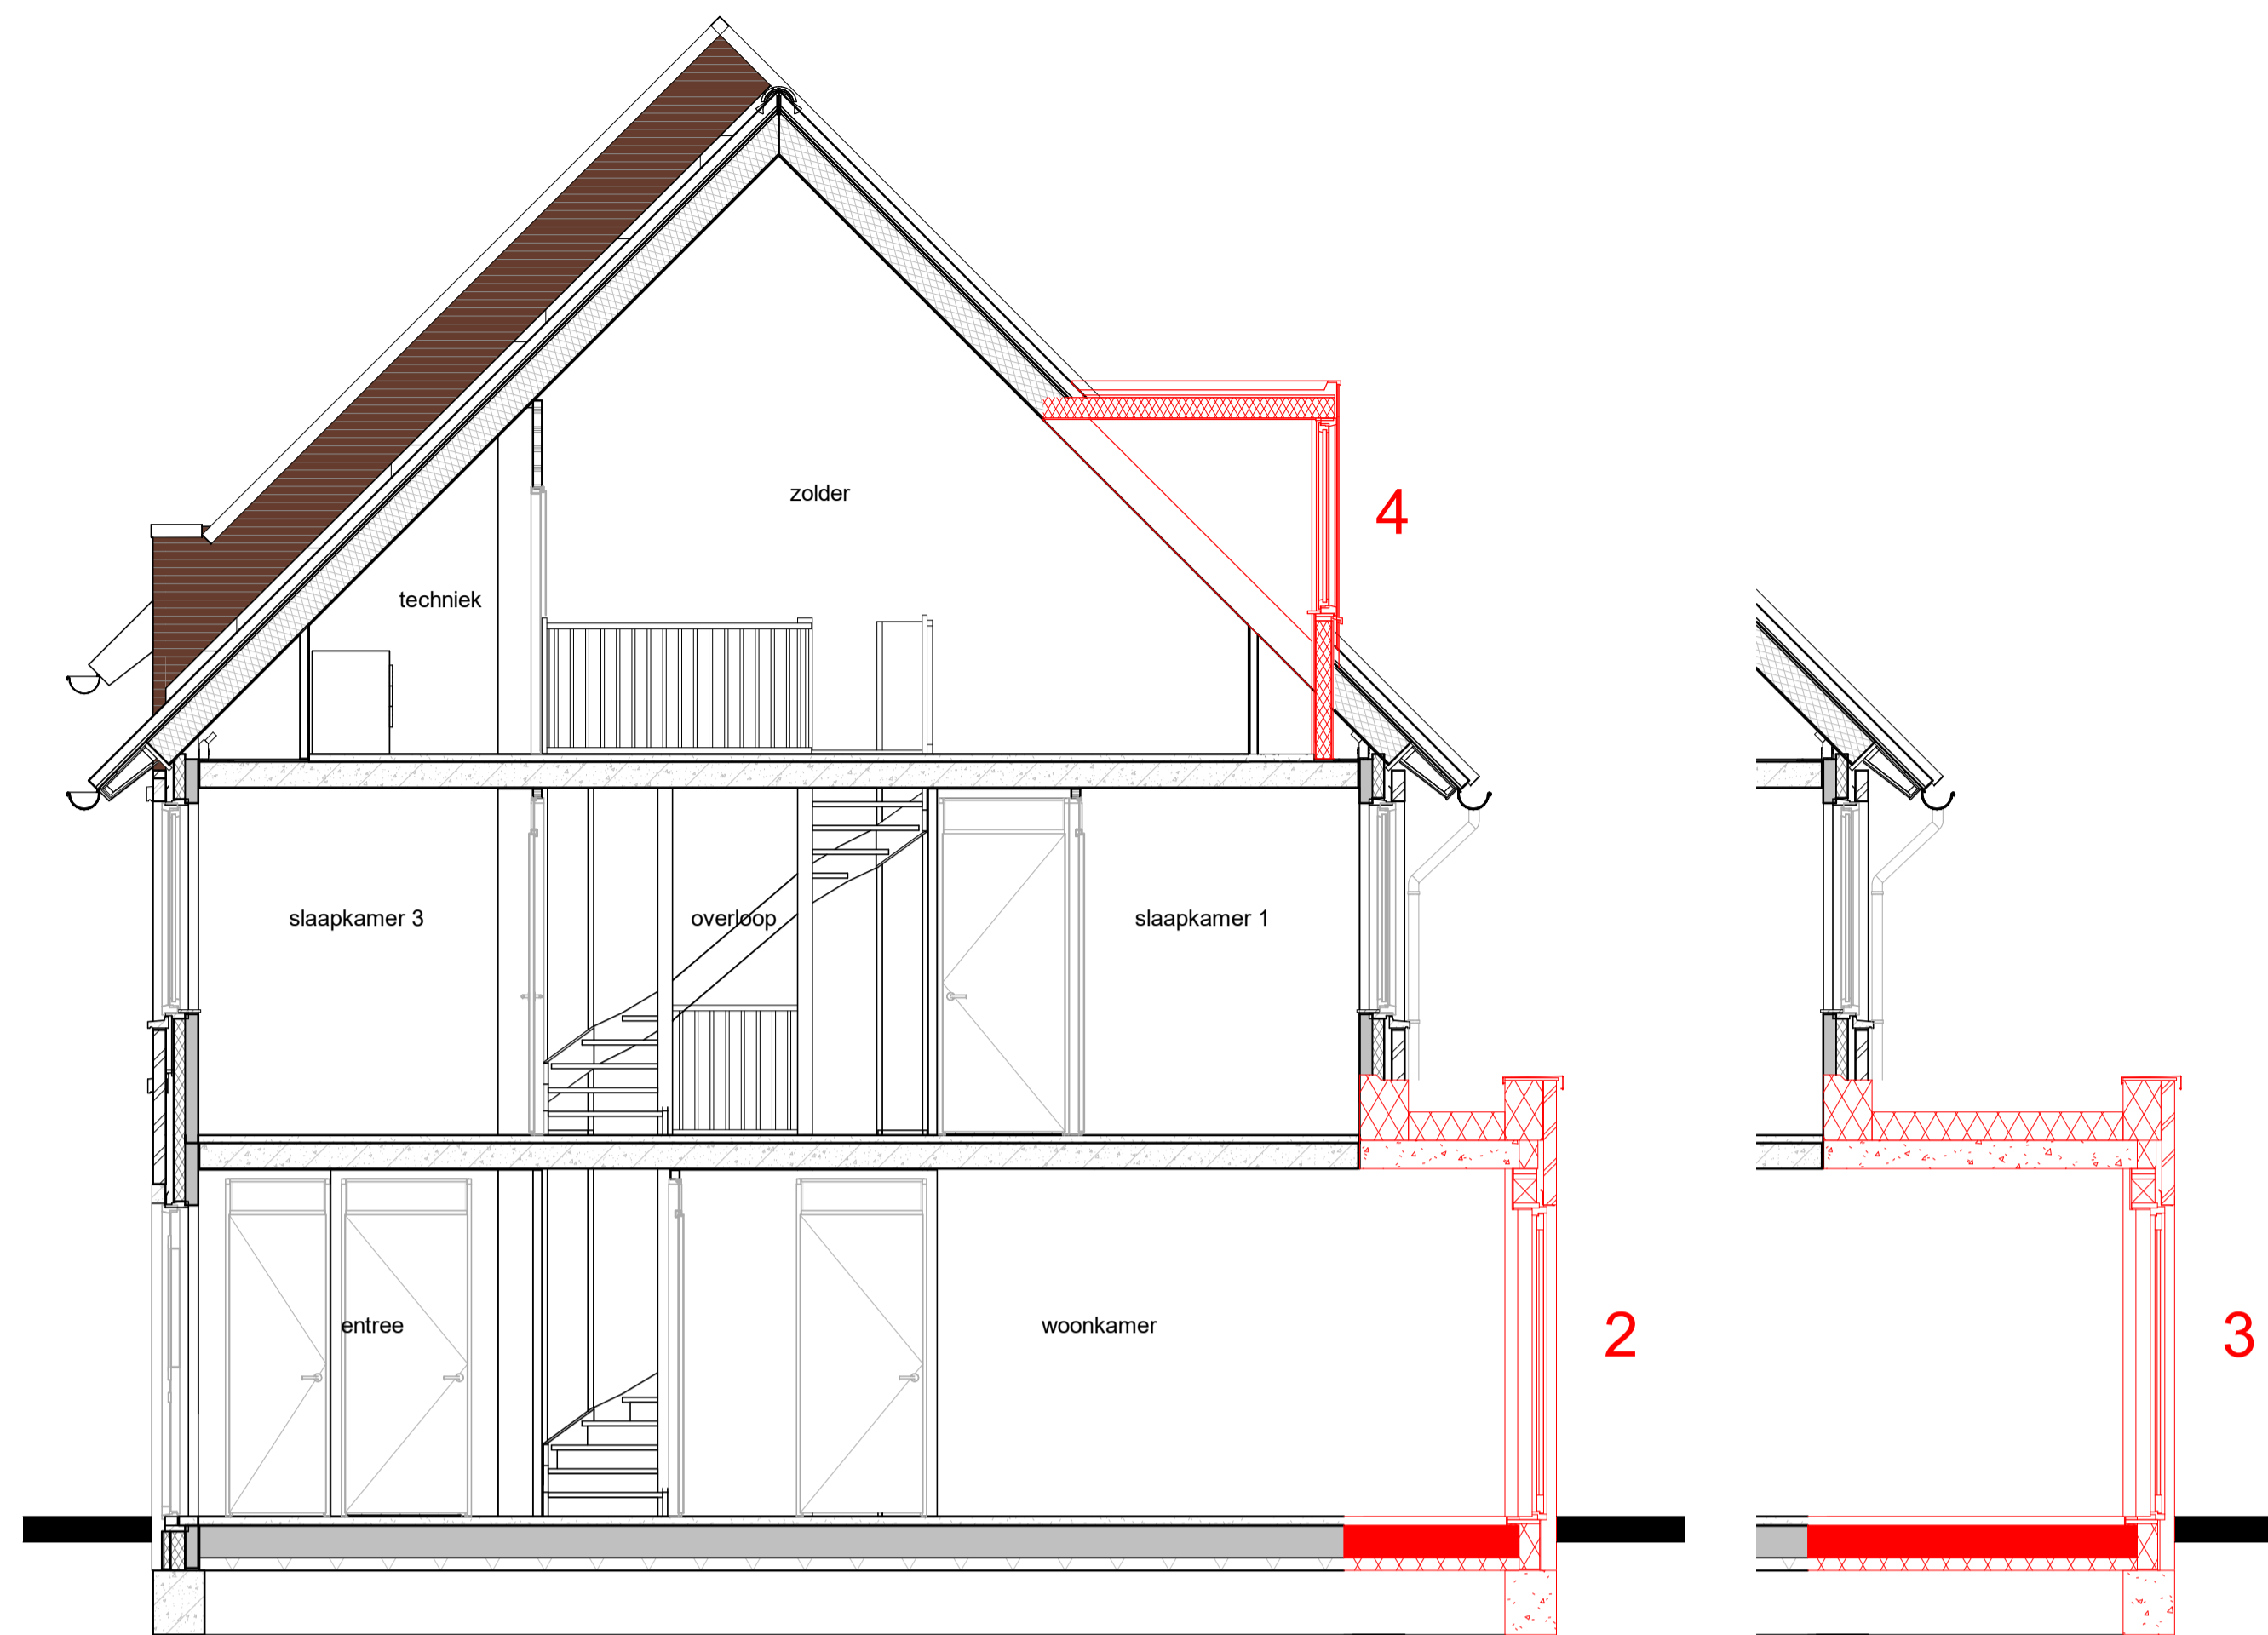 zolder
4
techniek
slaapkamer 3
overloop
slaapkamer 1
entree
woonkamer
2
3